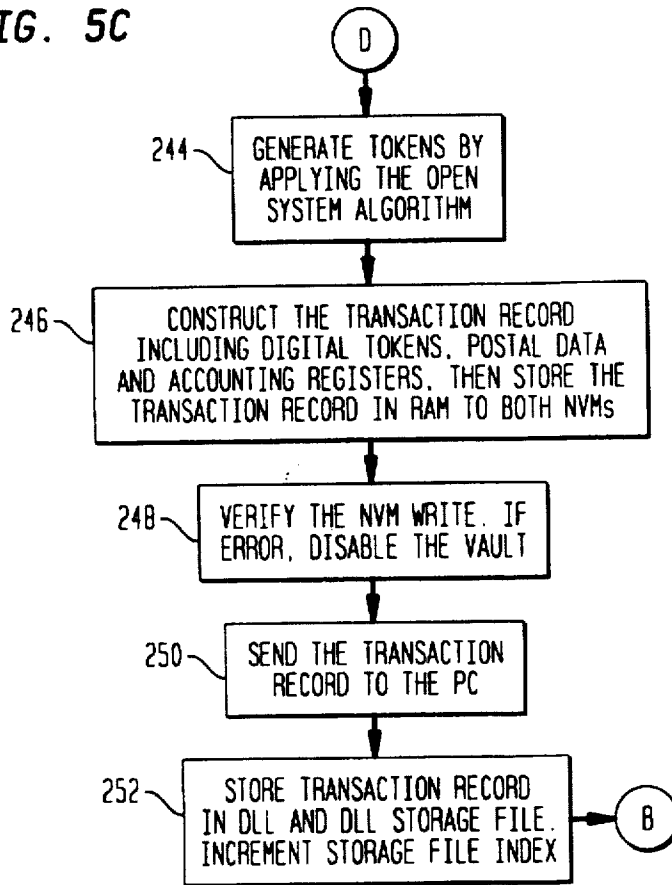 IG. 5C
D
244
GENERATE TOKENS BY
APPLYING THE OPEN
SYSTEM ALGORITHM
246
CONSTRUCT THE TRANSACTION RECORD
INCLUDING DIGITAL TOKENS, POSTAL DATA
AND ACCOUNTING REGISTERS, THEN STORE THE
TRANSACTION RECORD IN RAM TO BOTH NVMs
248
VERIFY THE NVM WRITE. IF
ERROR, DISABLE THE VAULT
250
SEND THE TRANSACTION
RECORD TO THE PC
252
STORE TRANSACTION RECORD
IN DLL AND DLL STORAGE FILE.
INCREMENT STORAGE FILE INDEX
B